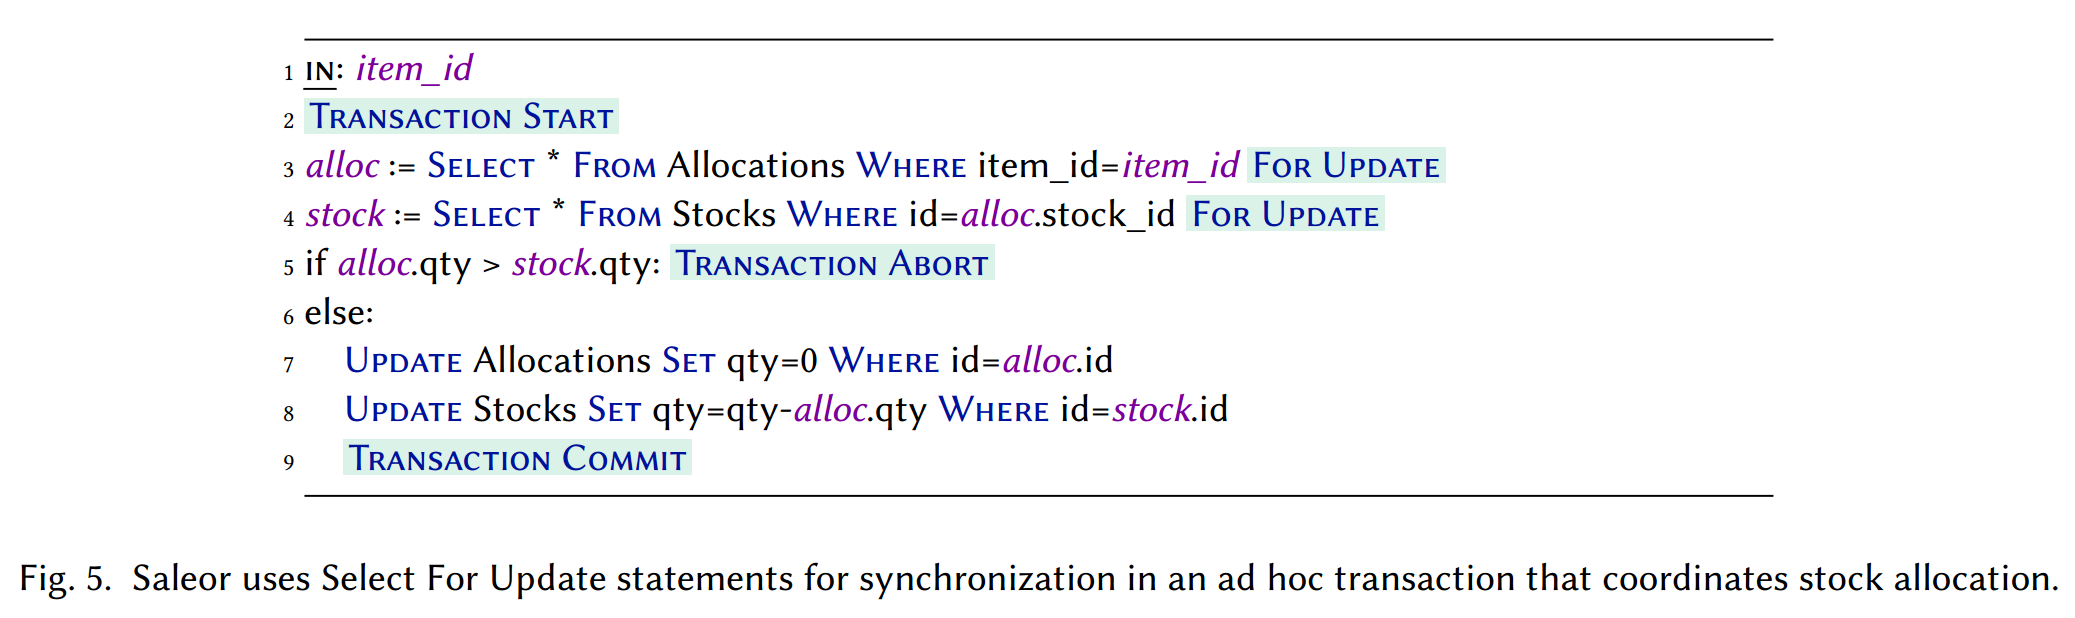 1 IN: item_id
2 TRANSACTION START
3 alloc := SELECT * FROM Allocations WHERE item_id=item_id FOR UPDATE
4 stock := SELECT * FROM Stocks WHERE id=alloc.stock_id FOR UPDATE
5 if alloc.qty > stock.qty: TRANSACTION ABORT
6 else:
7 UPDATE Allocations SET qty=0 WHERE id=alloc.id
8 UPDATE Stocks SET qty=qty-alloc.qty WHERE id=stock.id
9 TRANSACTION COMMIT
Fig. 5. Saleor uses Select For Update statements for synchronization in an ad hoc transaction that coordinates stock allocation.